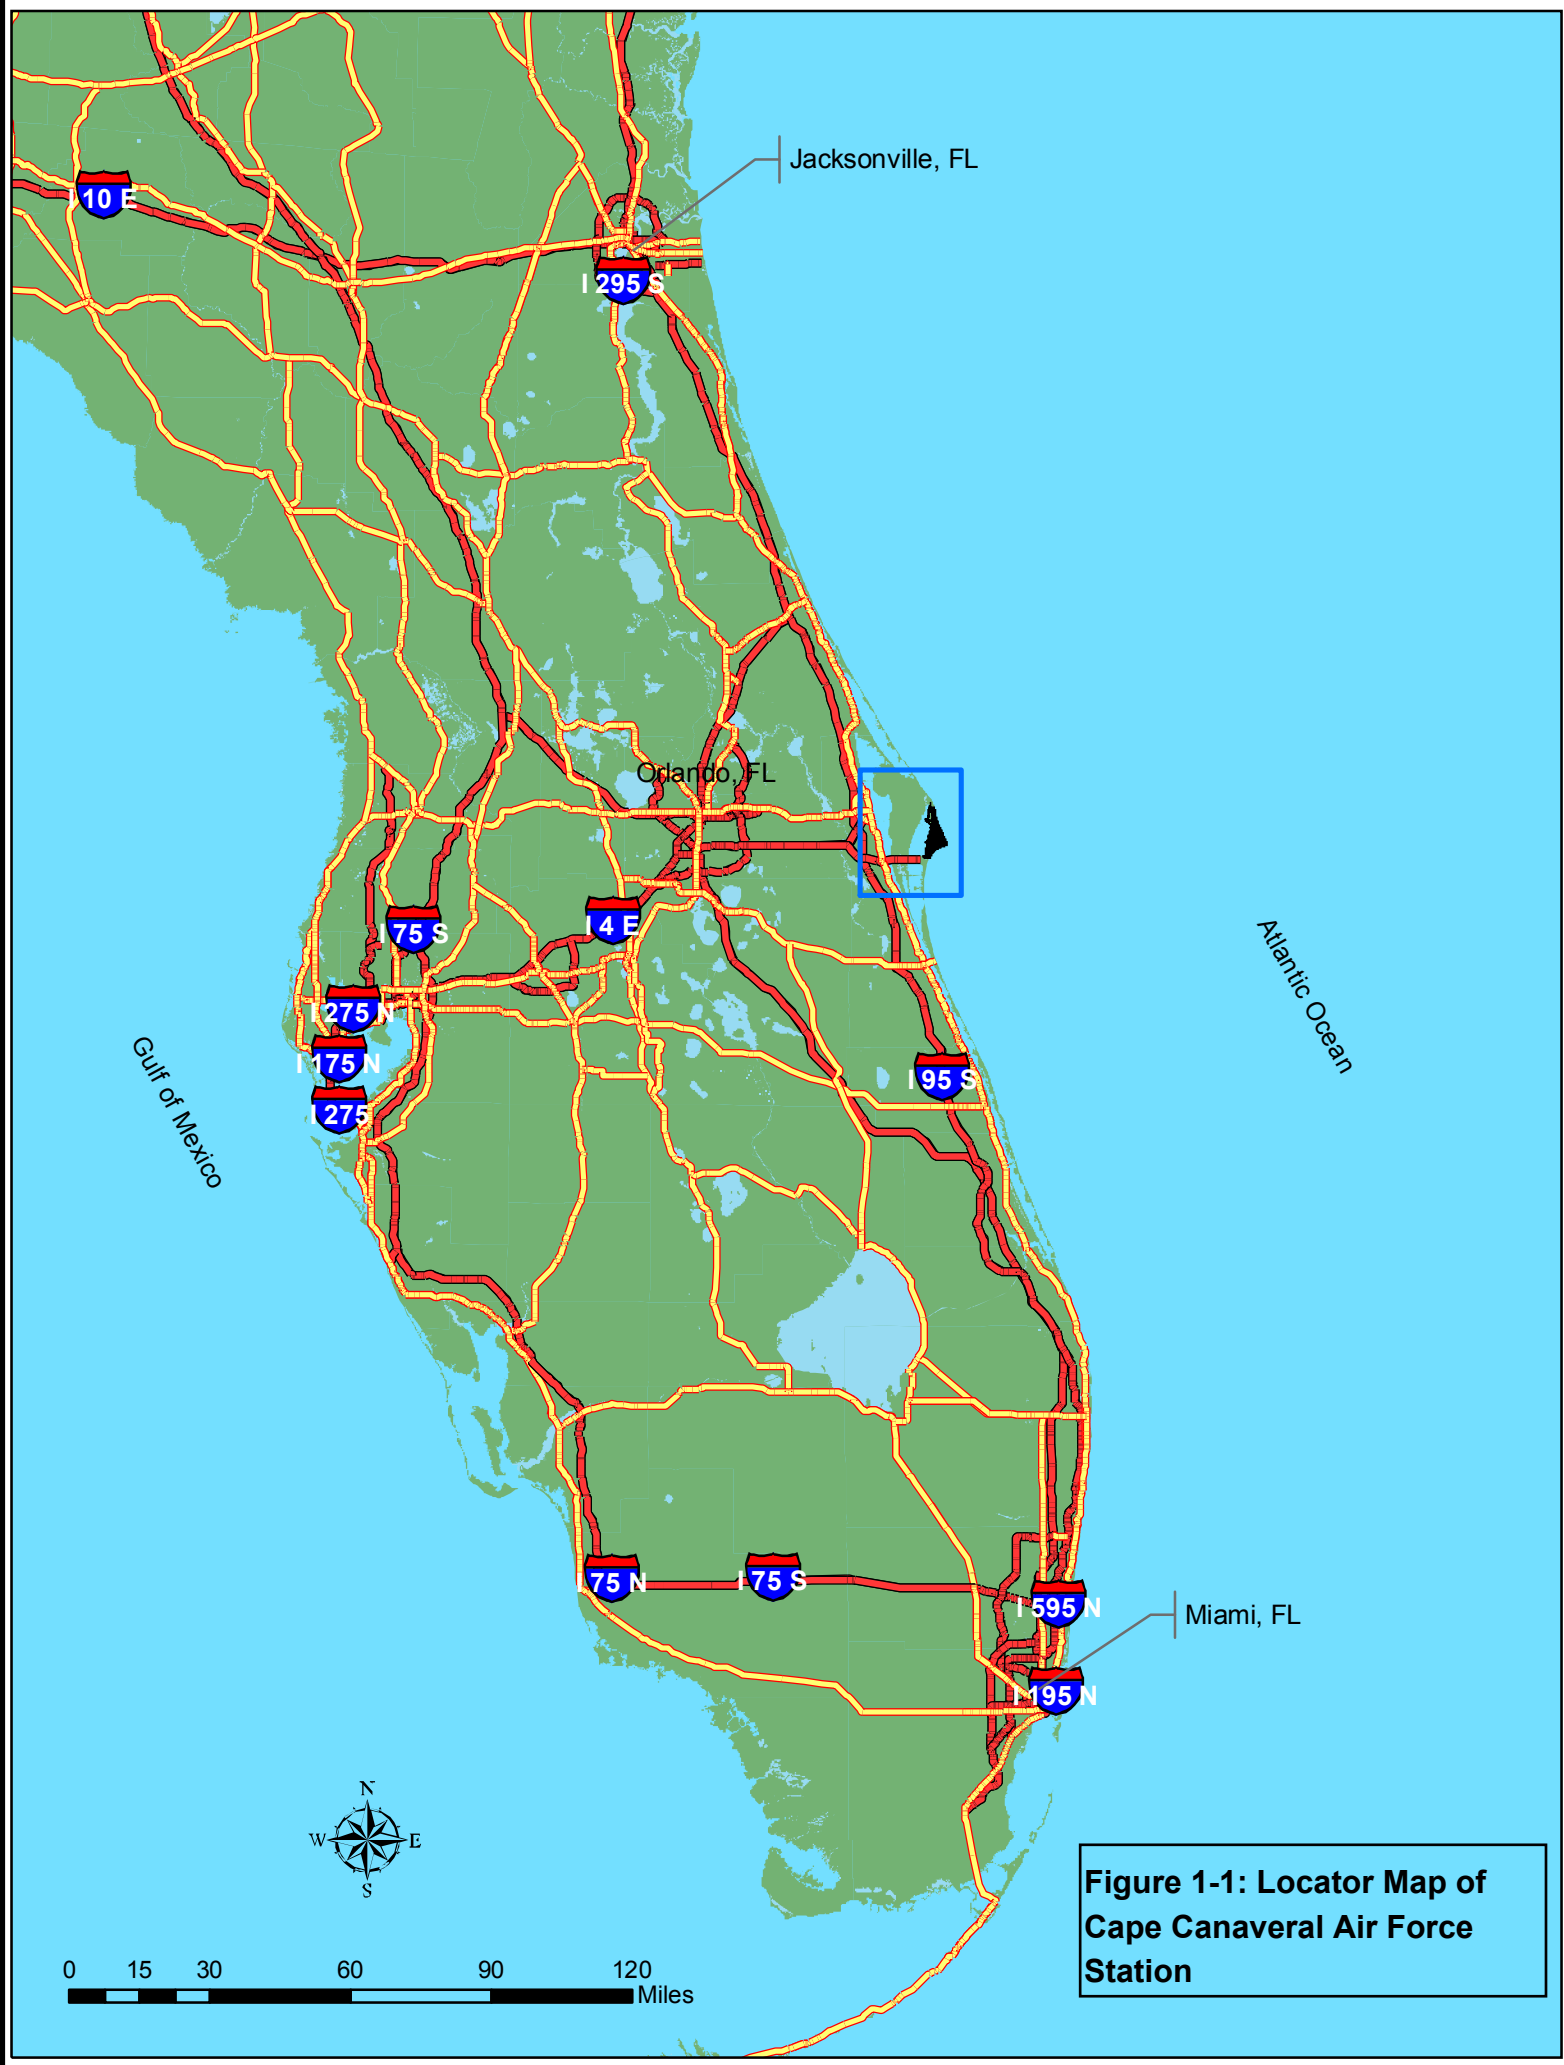 Jacksonville, FL
I 10 E
I 295 S
Orlando, FL
I 4 E
I 75 S
Atlantic Ocean
I 275 N
Gulf of Mexico
I 175 N
I 95 S
I 275
I 75 N
I 75 S
I 595 N
Miami, FL
I 195 N
N
W
E
S
Figure 1-1: Locator Map of
Cape Canaveral Air Force
Station
0 15 30 60 90 120
Miles